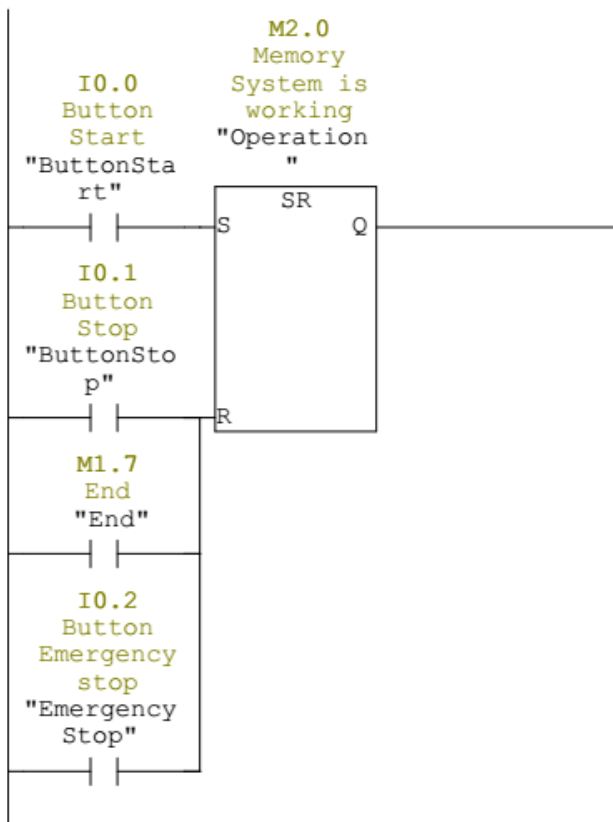 M2.0
Memory
System is
working
"Operation
"
I0.0
Button
Start
"ButtonSta
rt"
SR
S
Q
I0.1
Button
Stop
"ButtonSto
p"
R
M1.7
End
"End"
I0.2
Button
Emergency
stop
"Emergency
Stop"